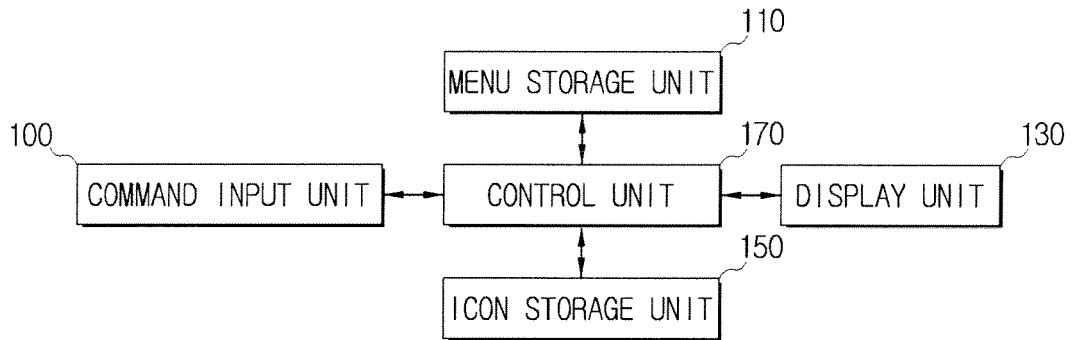 110
MENU STORAGE UNIT
100
170
130
COMMAND INPUT UNIT
CONTROL UNIT
DISPLAY UNIT
150
ICON STORAGE UNIT